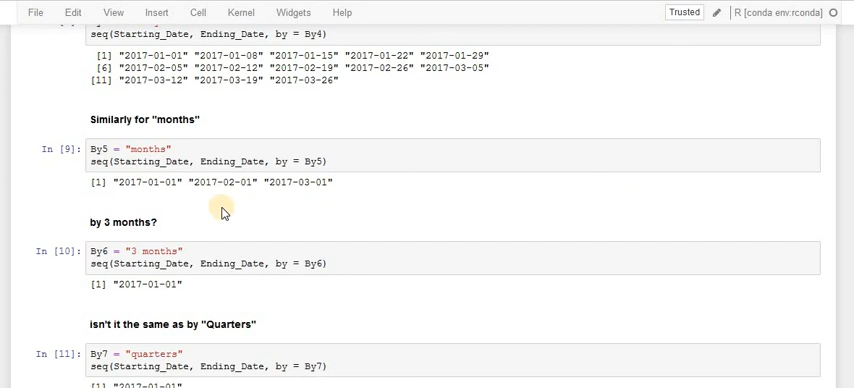 File Edit View Insert Cell Kernel Widgets Help Trusted R [conda env:rconda]
seq(Starting_Date, Ending_Date, by = By4)
[1] "2017-01-01" "2017-01-08" "2017-01-15" "2017-01-22" "2017-01-29"
[6] "2017-02-05" "2017-02-12" "2017-02-19" "2017-02-26" "2017-03-05"
[11] "2017-03-12" "2017-03-19" "2017-03-26"
Similarly for "months"
In [9]: By5 = "months"
seq(Starting_Date, Ending_Date, by = By5)
[1] "2017-01-01" "2017-02-01" "2017-03-01"
by 3 months?
In [10]: By6 = "3 months"
seq(Starting_Date, Ending_Date, by = By6)
[1] "2017-01-01"
isn't it the same as by "Quarters"
In [11]: By7 = "quarters"
seq(Starting_Date, Ending_Date, by = By7)
[1] "2017-01-01"